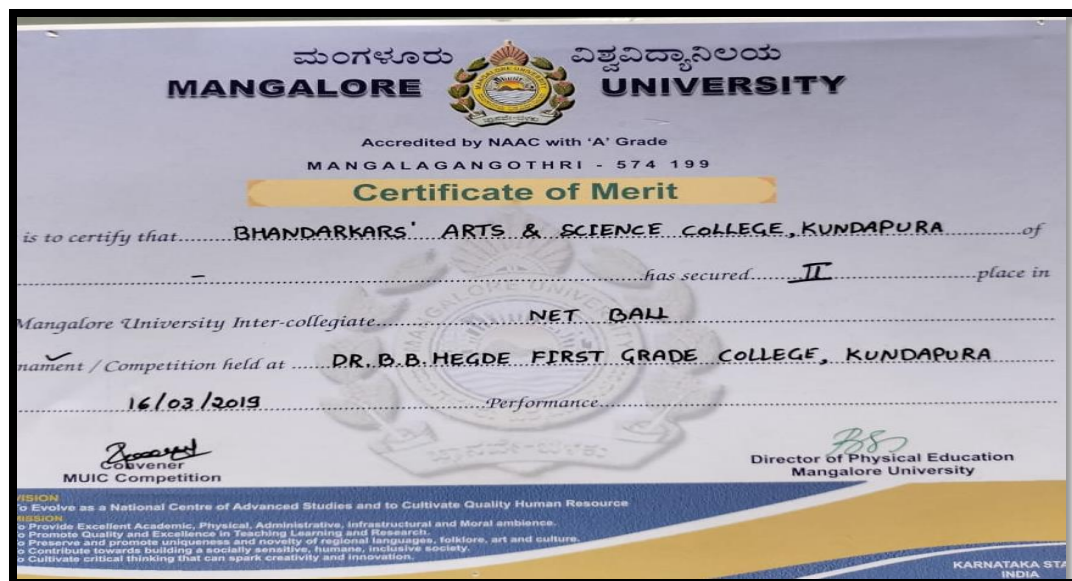 ಮಂಗಳೂರು ವಿಶ್ವವಿದ್ಯಾನಿಲಯ
MANGALORE UNIVERSITY
Accredited by NAAC with ‘A’ Grade
MANGALAGANGOTHRI - 574 199
Certificate of Merit
is to certify that BHANDARKARS' ARTS & SCIENCE COLLEGE, KUNDAPURA of
- has secured II place in
Mangalore University Inter-collegiate NET BALL
nament / Competition held at DR. B.B. HEGDE FIRST GRADE COLLEGE, KUNDAPURA
16/03/2019 Performance
Convener
MUIC Competition
Director of Physical Education
Mangalore University
VISION
o Evolve as a National Centre of Advanced Studies and to Cultivate Quality Human Resource
MISSION
o Provide Excellent Academic, Physical, Administrative, Infrastructural and Moral ambience.
o Promote Quality and Excellence in Teaching Learning and Research.
o Preserve and promote uniqueness and novelty of regional languages, folklore, art and culture.
o Contribute towards building a socially sensitive, humane, inclusive society.
o Cultivate critical thinking that can spark creativity and innovation.
KARNATAKA STA
INDIA